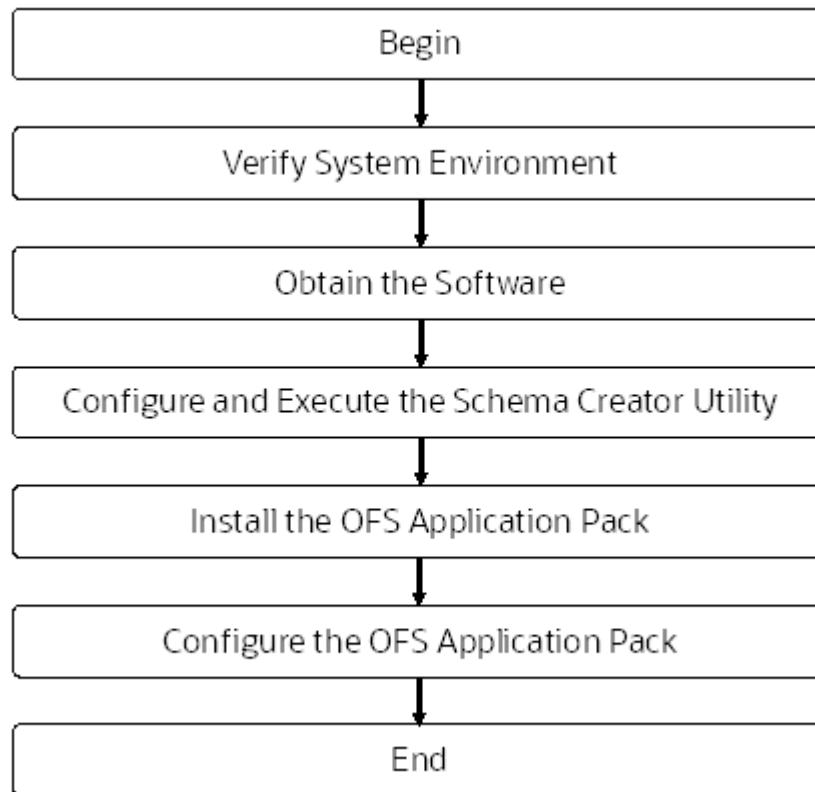 Begin
Verify System Environment
Obtain the Software
Configure and Execute the Schema Creator Utility
Install the OFS Application Pack
Configure the OFS Application Pack
End